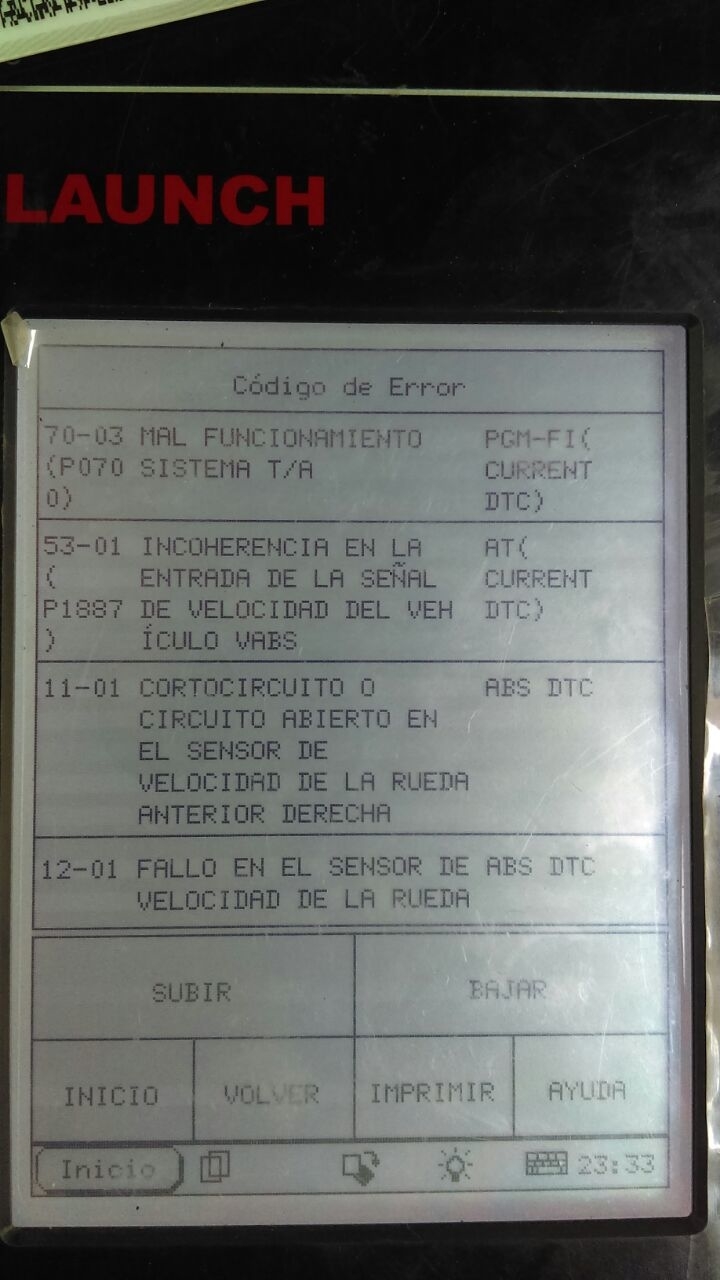 LAUNCH
Código de Error
70-03 MAL FUNCIONAMIENTO PGM-FI(
(P070 SISTEMA T/A CURRENT
0) DTC)
53-01 INCOHERENCIA EN LA AT(
( ENTRADA DE LA SEÑAL CURRENT
P1887 DE VELOCIDAD DEL VEH DTC)
) ÍCULO VABS
11-01 CORTOCIRCUITO O ABS DTC
CIRCUITO ABIERTO EN
EL SENSOR DE
VELOCIDAD DE LA RUEDA
ANTERIOR DERECHA
12-01 FALLO EN EL SENSOR DE ABS DTC
VELOCIDAD DE LA RUEDA
SUBIR BAJAR
INICIO VOLVER IMPRIMIR AYUDA
Inicio 23:33